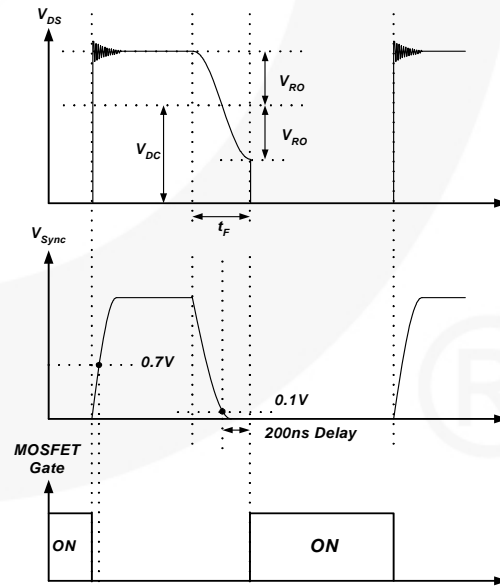 V_DS
V_RO
V_RO
V_DC
t_F
V_Sync
0.7V
0.1V
200ns Delay
MOSFET
Gate
ON
ON
®